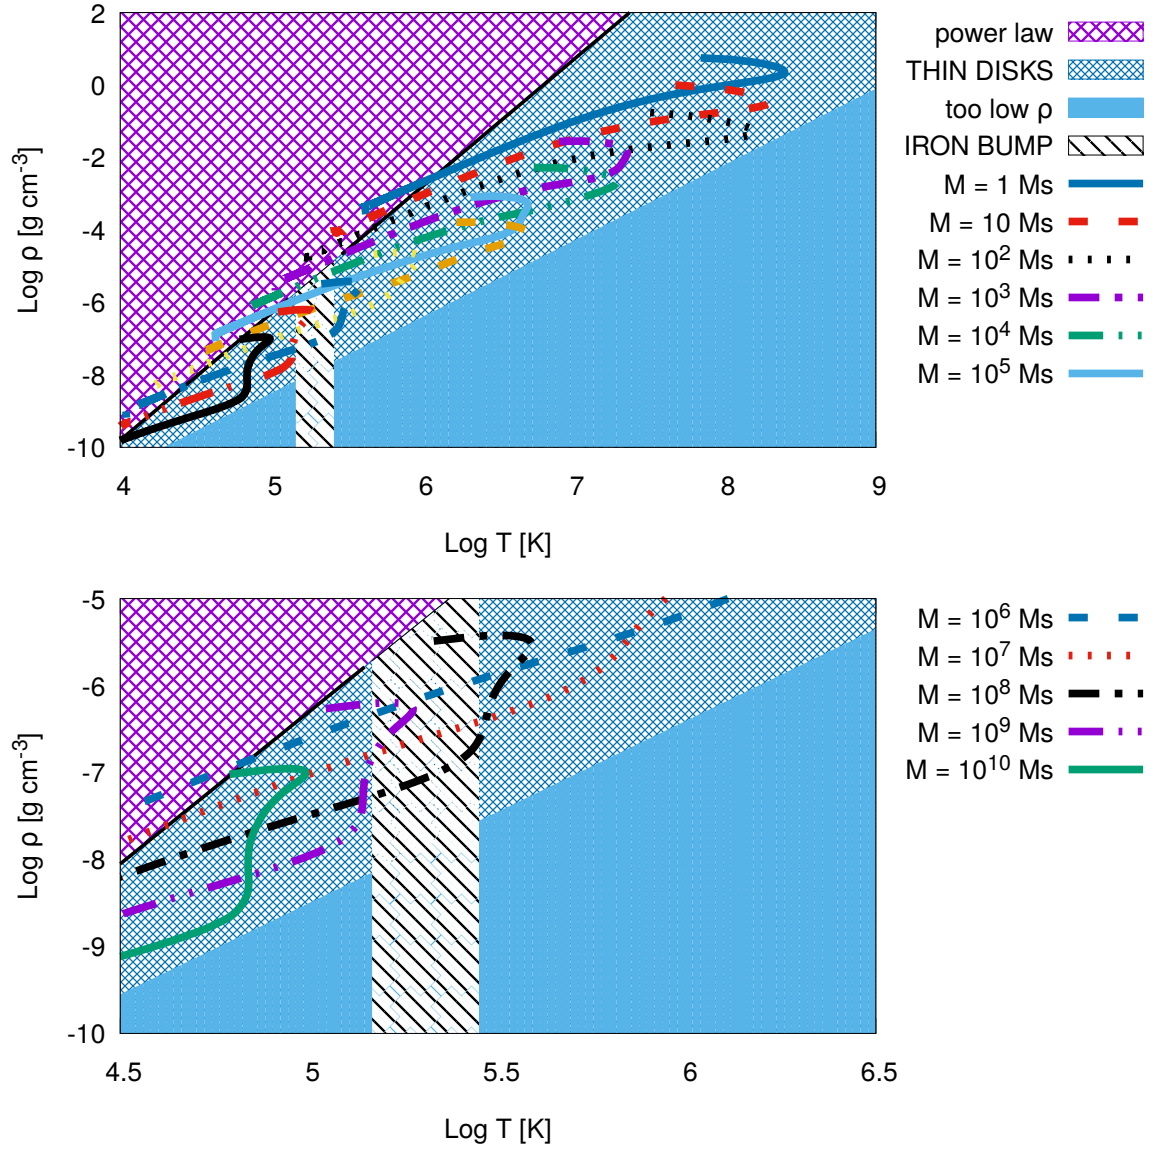 2
0
-2
-4
-6
-8
-10
Log ρ [g cm-3]
4 5 6 7 8 9
Log T [K]
power law
THIN DISKS
too low ρ
IRON BUMP
M = 1 Ms
M = 10 Ms
M = 10² Ms
M = 10³ Ms
M = 10⁴ Ms
M = 10⁵ Ms
-5
-6
-7
-8
-9
-10
Log ρ [g cm-3]
4.5 5 5.5 6 6.5
Log T [K]
M = 10⁶ Ms
M = 10⁷ Ms
M = 10⁸ Ms
M = 10⁹ Ms
M = 10¹⁰ Ms